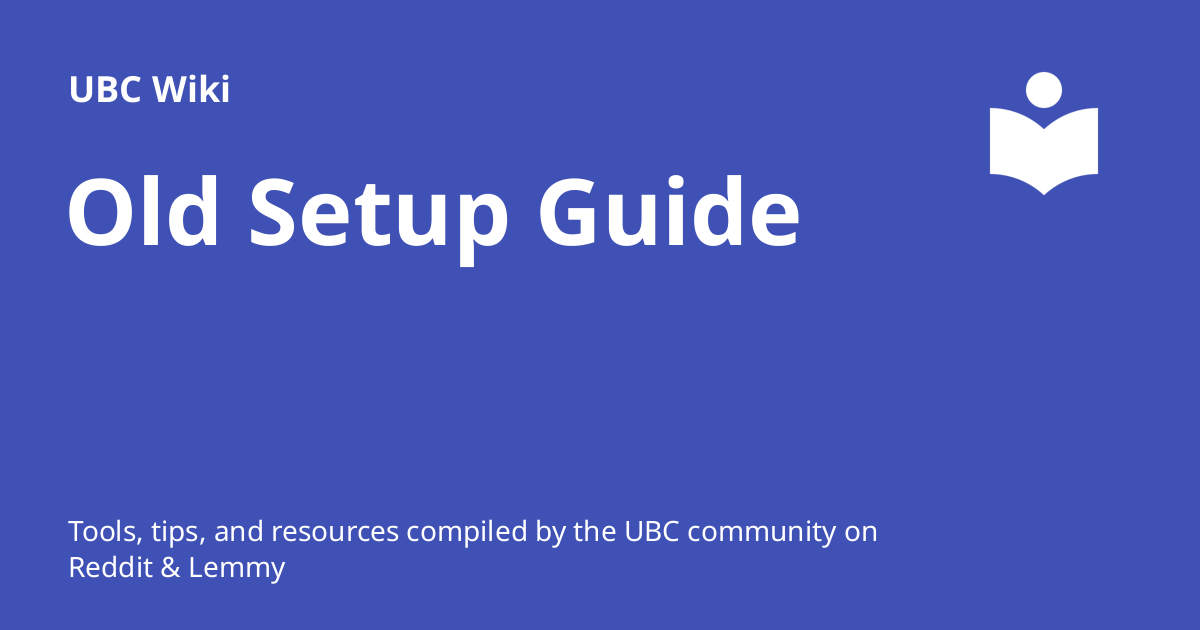 UBC Wiki
Old Setup Guide
Tools, tips, and resources compiled by the UBC community on
Reddit & Lemmy